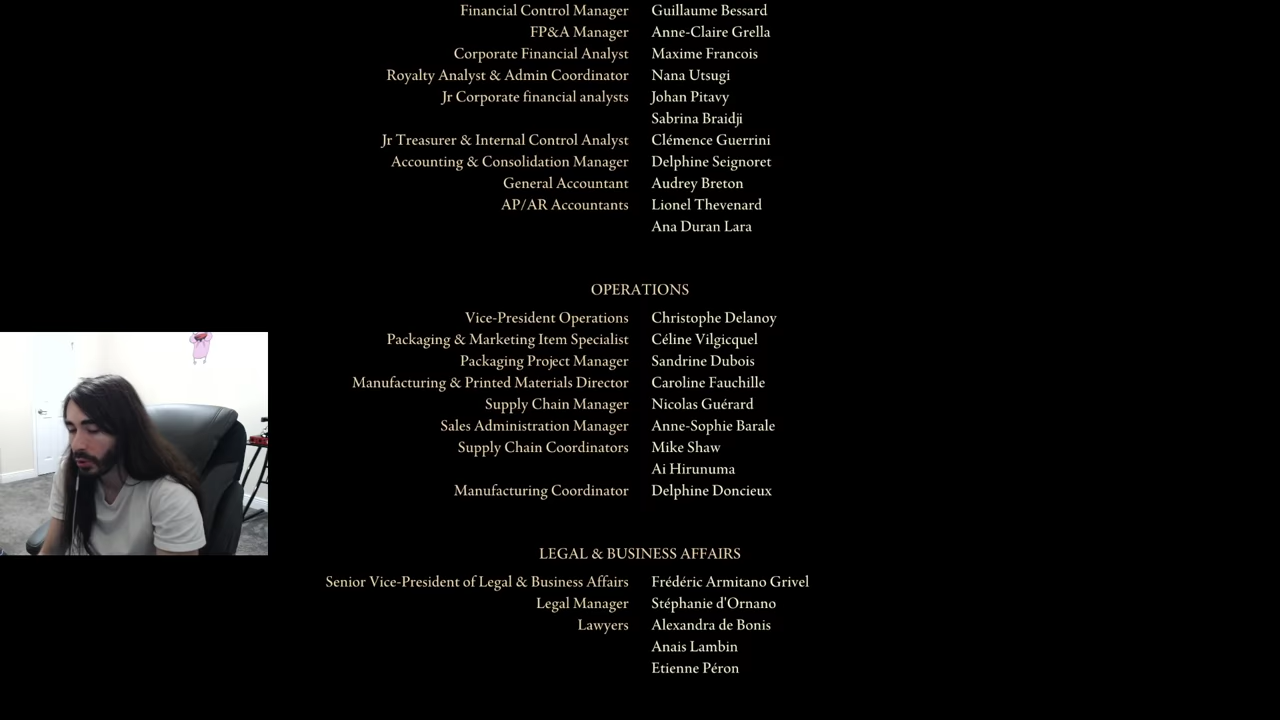 Financial Control Manager Guillaume Bessard
FP&A Manager Anne-Claire Grella
Corporate Financial Analyst Maxime Francois
Royalty Analyst & Admin Coordinator Nana Utsugi
Jr Corporate financial analysts Johan Pitavy
Sabrina Braidji
Jr Treasurer & Internal Control Analyst Clémence Guerrini
Accounting & Consolidation Manager Delphine Seignoret
General Accountant Audrey Breton
AP/AR Accountants Lionel Thevenard
Ana Duran Lara
OPERATIONS
Vice-President Operations Christophe Delanoy
Packaging & Marketing Item Specialist Céline Vilgicquel
Packaging Project Manager Sandrine Dubois
Manufacturing & Printed Materials Director Caroline Fauchille
Supply Chain Manager Nicolas Guérard
Sales Administration Manager Anne-Sophie Barale
Supply Chain Coordinators Mike Shaw
Ai Hirunuma
Manufacturing Coordinator Delphine Doncieux
LEGAL & BUSINESS AFFAIRS
Senior Vice-President of Legal & Business Affairs Frédéric Armitano Grivel
Legal Manager Stéphanie d'Ornano
Lawyers Alexandra de Bonis
Anais Lambin
Etienne Péron